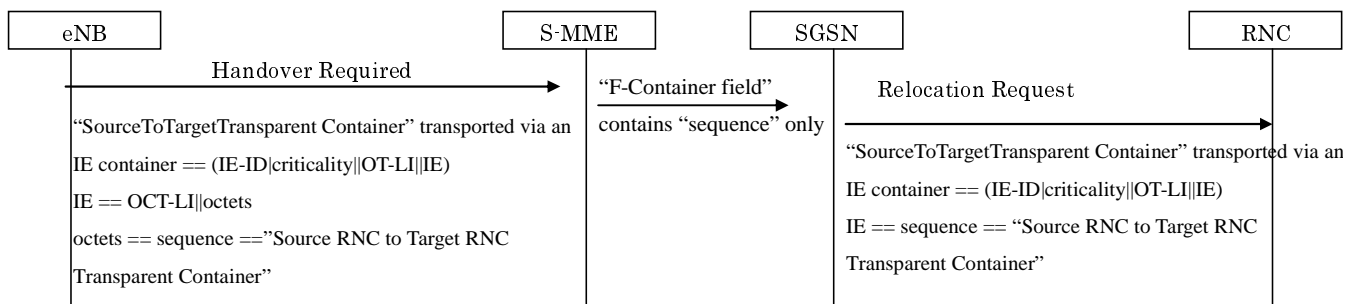 eNB
S-MME
SGSN
RNC
Handover Required
“F-Container field”
contains “sequence” only
Relocation Request
“SourceToTargetTransparent Container” transported via an
IE container == (IE-ID|criticality||OT-LI||IE)
IE == OCT-LI||octets
octets == sequence ==”Source RNC to Target RNC
Transparent Container”
“SourceToTargetTransparent Container” transported via an
IE container == (IE-ID|criticality||OT-LI||IE)
IE == sequence == “Source RNC to Target RNC
Transparent Container”